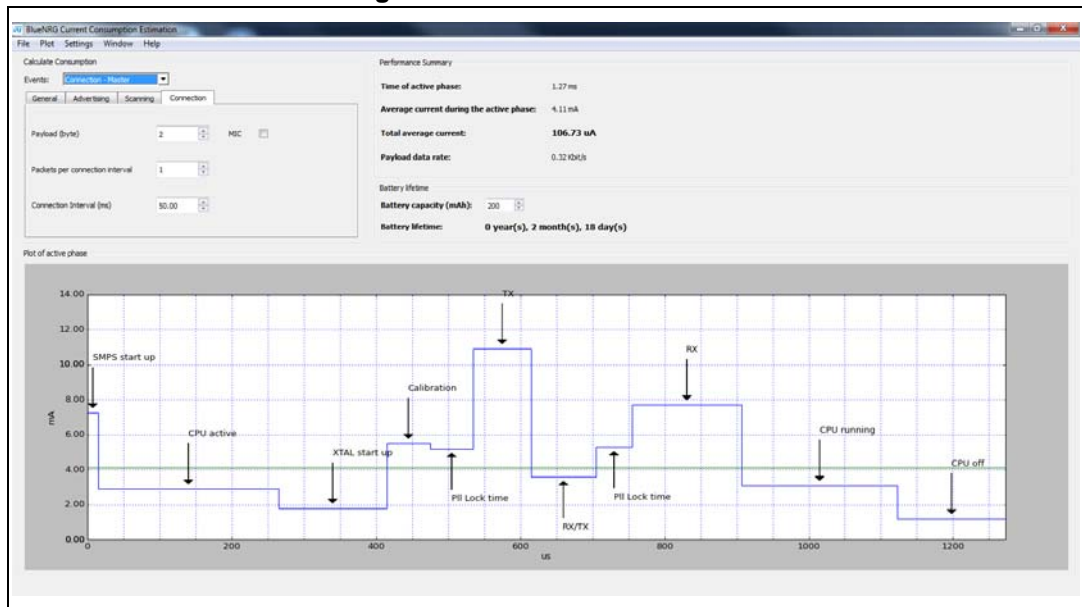 BlueNRG Current Consumption Estimation
File Plot Settings Window Help
Calculate Consumption
Events: Connection - Master
General Advertising Scanning Connection
Payload (byte) 2 MIC
Packets per connection interval 1
Connection Interval (ms) 50.00
Performance Summary
Time of active phase: 1.27 ms
Average current during the active phase: 4.11 mA
Total average current: 106.73 uA
Payload data rate: 0.32 Kbit/s
Battery lifetime
Battery capacity (mAh): 200
Battery lifetime: 0 year(s), 2 month(s), 18 day(s)
Plot of active phase
14.00
12.00
10.00
8.00
6.00
4.00
2.00
0.00
mA
SMPS start up
CPU active
XTAL start up
Calibration
Pll Lock time
TX
RX/TX
Pll Lock time
RX
CPU running
CPU off
0 200 400 600 800 1000 1200
us